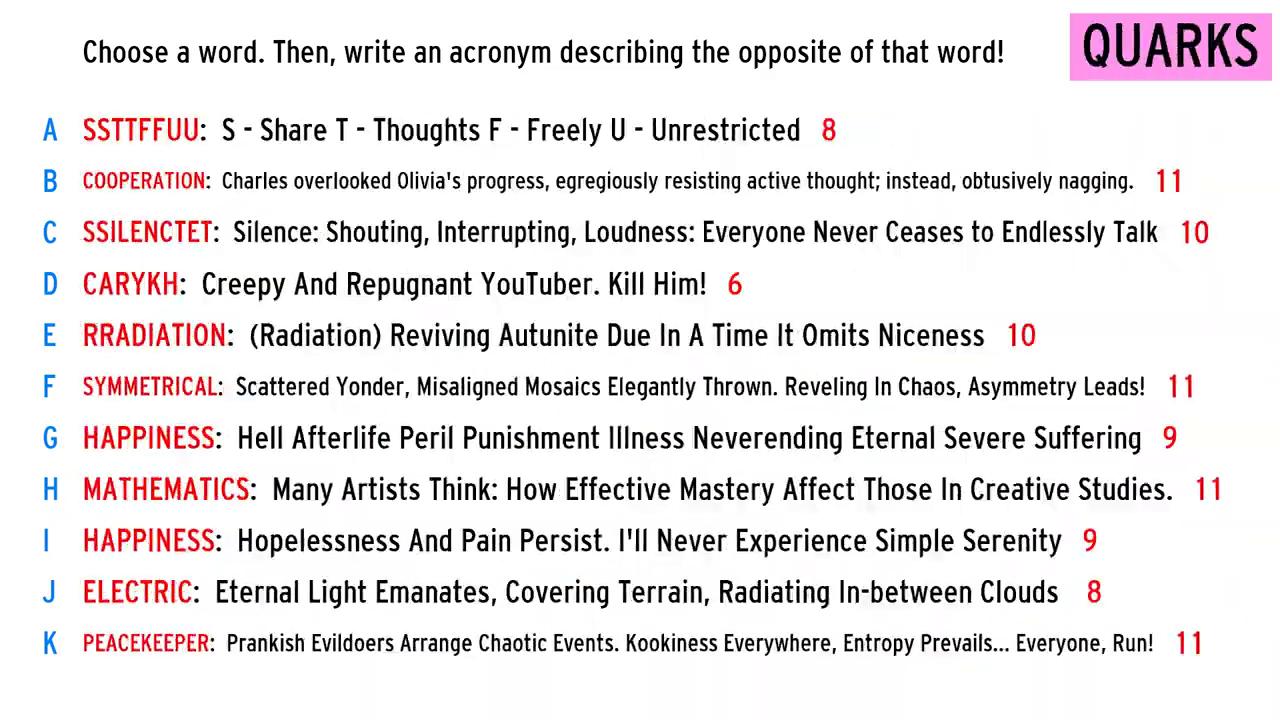 Choose a word. Then, write an acronym describing the opposite of that word!
QUARKS
A SSTTFFUU: S - Share T - Thoughts F - Freely U - Unrestricted 8
B COOPERATION: Charles overlooked Olivia's progress, egregiously resisting active thought; instead, obtusively nagging. 11
C SSILENCTET: Silence: Shouting, Interrupting, Loudness: Everyone Never Ceases to Endlessly Talk 10
D CARYKH: Creepy And Repugnant YouTuber. Kill Him! 6
E RRADIATION: (Radiation) Reviving Autunite Due In A Time It Omits Niceness 10
F SYMMETRICAL: Scattered Yonder, Misaligned Mosaics Elegantly Thrown. Reveling In Chaos, Asymmetry Leads! 11
G HAPPINESS: Hell Afterlife Peril Punishment Illness Neverending Eternal Severe Suffering 9
H MATHEMATICS: Many Artists Think: How Effective Mastery Affect Those In Creative Studies. 11
I HAPPINESS: Hopelessness And Pain Persist. I'll Never Experience Simple Serenity 9
J ELECTRIC: Eternal Light Emanates, Covering Terrain, Radiating In-between Clouds 8
K PEACEKEEPER: Prankish Evildoers Arrange Chaotic Events. Kookiness Everywhere, Entropy Prevails... Everyone, Run! 11